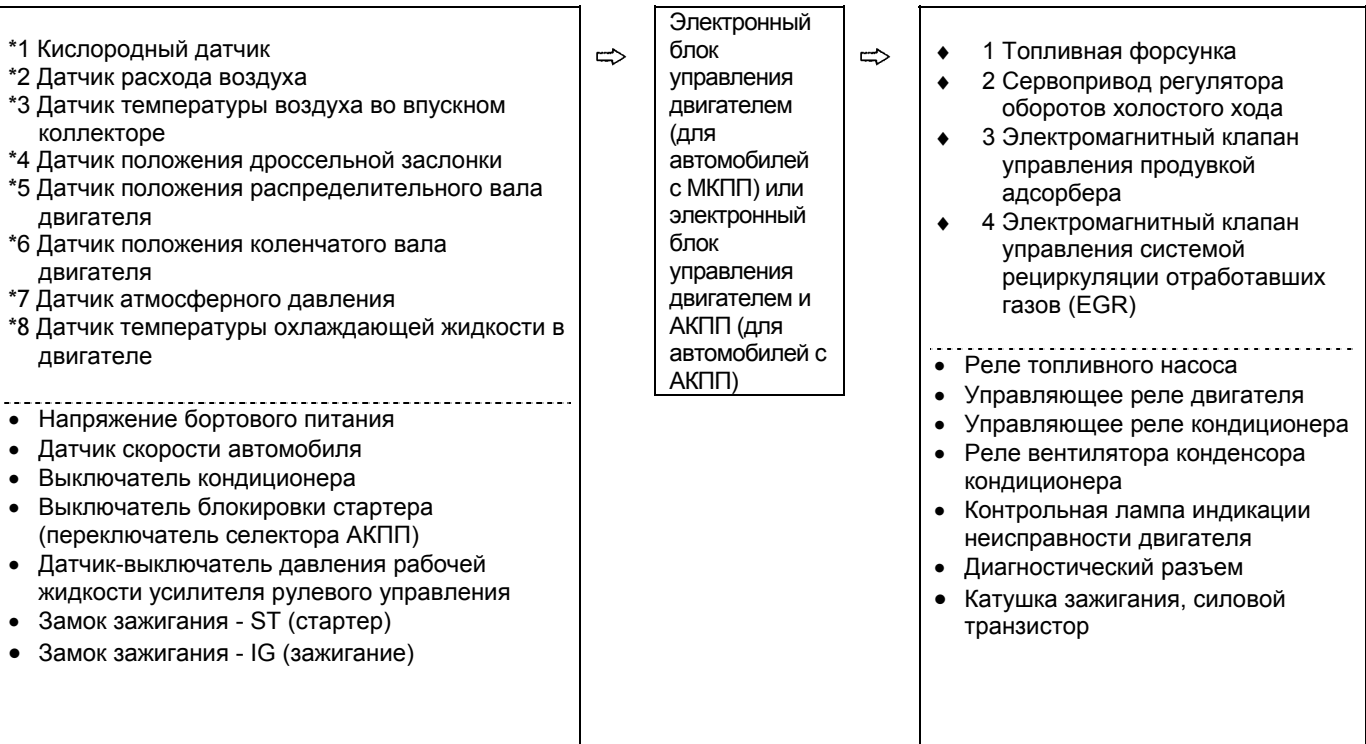 *1 Кислородный датчик
*2 Датчик расхода воздуха
*3 Датчик температуры воздуха во впускном
коллекторе
*4 Датчик положения дроссельной заслонки
*5 Датчик положения распределительного вала
двигателя
*6 Датчик положения коленчатого вала
двигателя
*7 Датчик атмосферного давления
*8 Датчик температуры охлаждающей жидкости в
двигателе
• Напряжение бортового питания
• Датчик скорости автомобиля
• Выключатель кондиционера
• Выключатель блокировки стартера
(переключатель селектора АКПП)
• Датчик-выключатель давления рабочей
жидкости усилителя рулевого управления
• Замок зажигания - ST (стартер)
• Замок зажигания - IG (зажигание)
⇨
Электронный
блок
управления
двигателем
(для
автомобилей
с МКПП) или
электронный
блок
управления
двигателем и
АКПП (для
автомобилей с
АКПП)
⇨
♦ 1 Топливная форсунка
♦ 2 Сервопривод регулятора
оборотов холостого хода
♦ 3 Электромагнитный клапан
управления продувкой
адсорбера
♦ 4 Электромагнитный клапан
управления системой
рециркуляции отработавших
газов (EGR)
• Реле топливного насоса
• Управляющее реле двигателя
• Управляющее реле кондиционера
• Реле вентилятора конденсора
кондиционера
• Контрольная лампа индикации
неисправности двигателя
• Диагностический разъем
• Катушка зажигания, силовой
транзистор